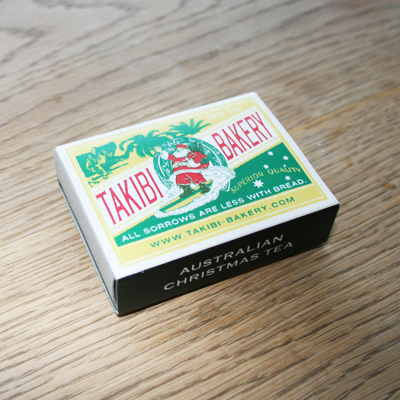 TAKIBI BAKERY
SUPERIOR QUALITY
ALL SORROWS ARE LESS WITH BREAD.
WWW.TAKIBI-BAKERY.COM
AUSTRALIAN
CHRISTMAS TEA